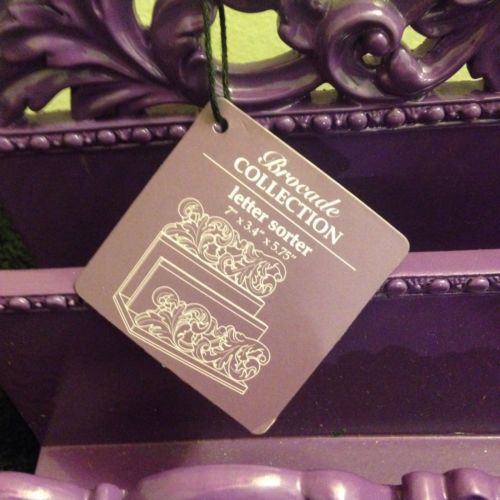 Brocade
COLLECTION
letter sorter
7" x 3.4" x 5.75"